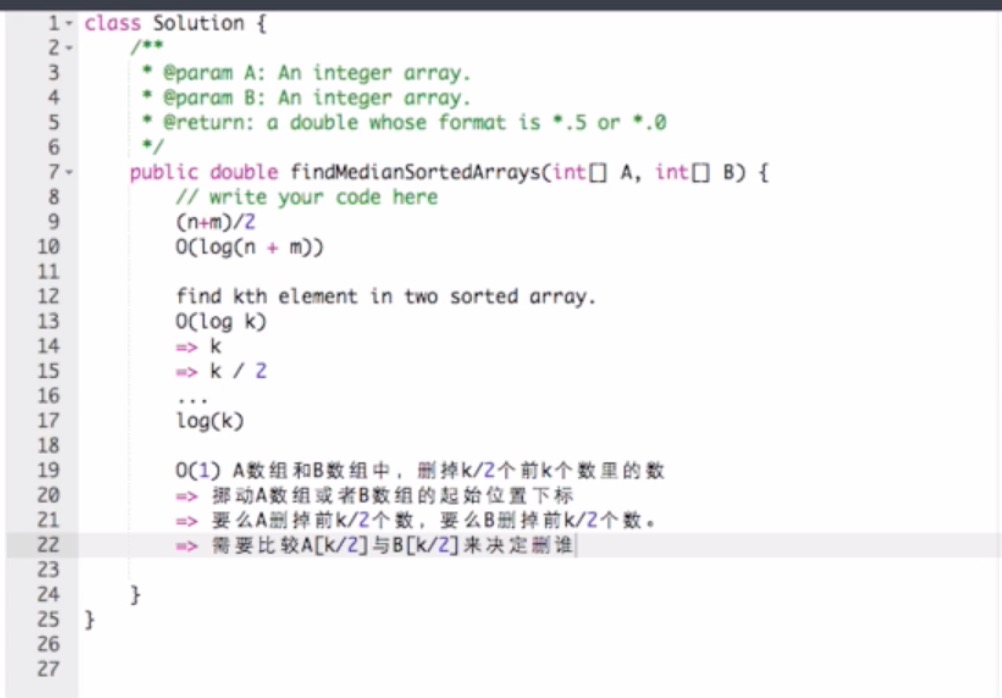 1 class Solution {
2 /**
3 * @param A: An integer array.
4 * @param B: An integer array.
5 * @return: a double whose format is *.5 or *.0
6 */
7 public double findMedianSortedArrays(int[] A, int[] B) {
8 // write your code here
9 (n+m)/2
10 O(log(n + m))
11
12 find kth element in two sorted array.
13 O(log k)
14 => k
15 => k / 2
16 ...
17 log(k)
18
19 O(1) A数组和B数组中，删掉k/2个前k个数里的数
20 => 挪动A数组或者B数组的起始位置下标
21 => 要么A删掉前k/2个数，要么B删掉前k/2个数。
22 => 需要比较A[k/2]与B[k/2]来决定删谁
23
24 }
25 }
26
27